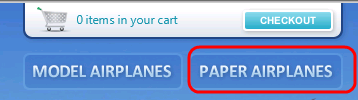 0 items in your cart
CHECKOUT
MODEL AIRPLANES
PAPER AIRPLANES